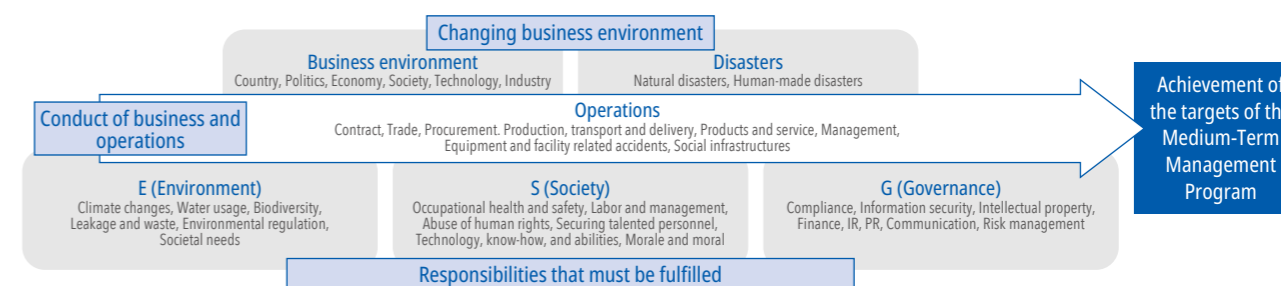 Changing business environment
Business environment
Country, Politics, Economy, Society, Technology, Industry
Disasters
Natural disasters, Human-made disasters
Conduct of business and
operations
Operations
Contract, Trade, Procurement. Production, transport and delivery, Products and service, Management,
Equipment and facility related accidents, Social infrastructures
Achievement of
the targets of
Medium-Term
Management
Program
E (Environment)
Climate changes, Water usage, Biodiversity,
Leakage and waste, Environmental regulation,
Societal needs
S (Society)
Occupational health and safety, Labor and management,
Abuse of human rights, Securing talented personnel,
Technology, know-how, and abilities, Morale and moral
G (Governance)
Compliance, Information security, Intellectual property,
Finance, IR, PR, Communication, Risk management
Responsibilities that must be fulfilled